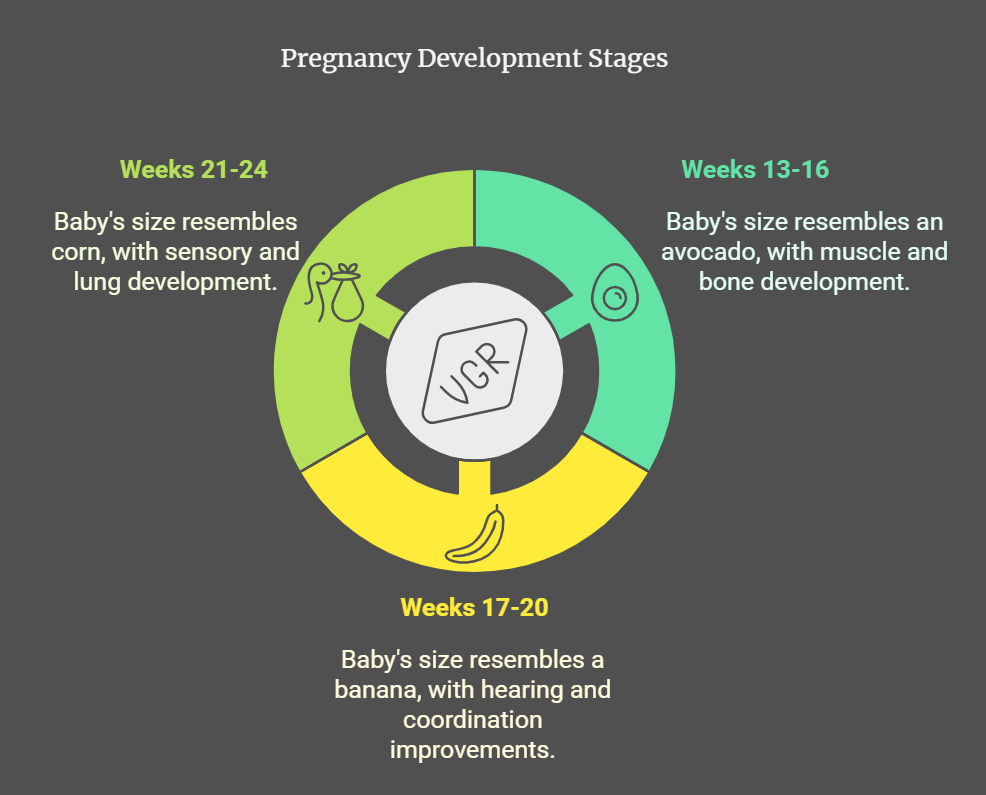 Pregnancy Development Stages
Weeks 21-24
Baby's size resembles
corn, with sensory and
lung development.
Weeks 13-16
Baby's size resembles an
avocado, with muscle and
bone development.
VGR
Weeks 17-20
Baby's size resembles a
banana, with hearing and
coordination
improvements.